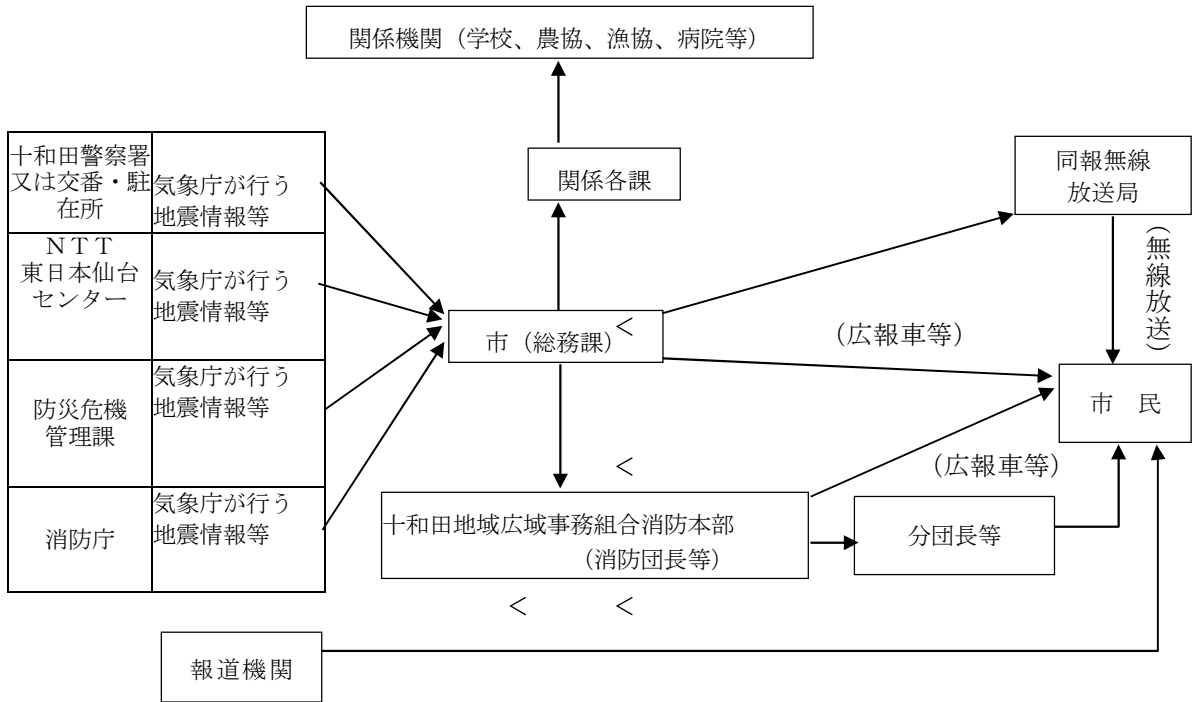 関係機関（学校、農協、漁協、病院等）
十和田警察署
又は交番・駐
在所
気象庁が行う
地震情報等
関係各課
同報無線
放送局
（無線放送）
ＮＴＴ
東日本仙台
センター
気象庁が行う
地震情報等
市（総務課）
＜
（広報車等）
防災危機
管理課
気象庁が行う
地震情報等
市　民
＜
（広報車等）
消防庁
気象庁が行う
地震情報等
十和田地域広域事務組合消防本部
（消防団長等）
分団長等
＜
＜
報道機関